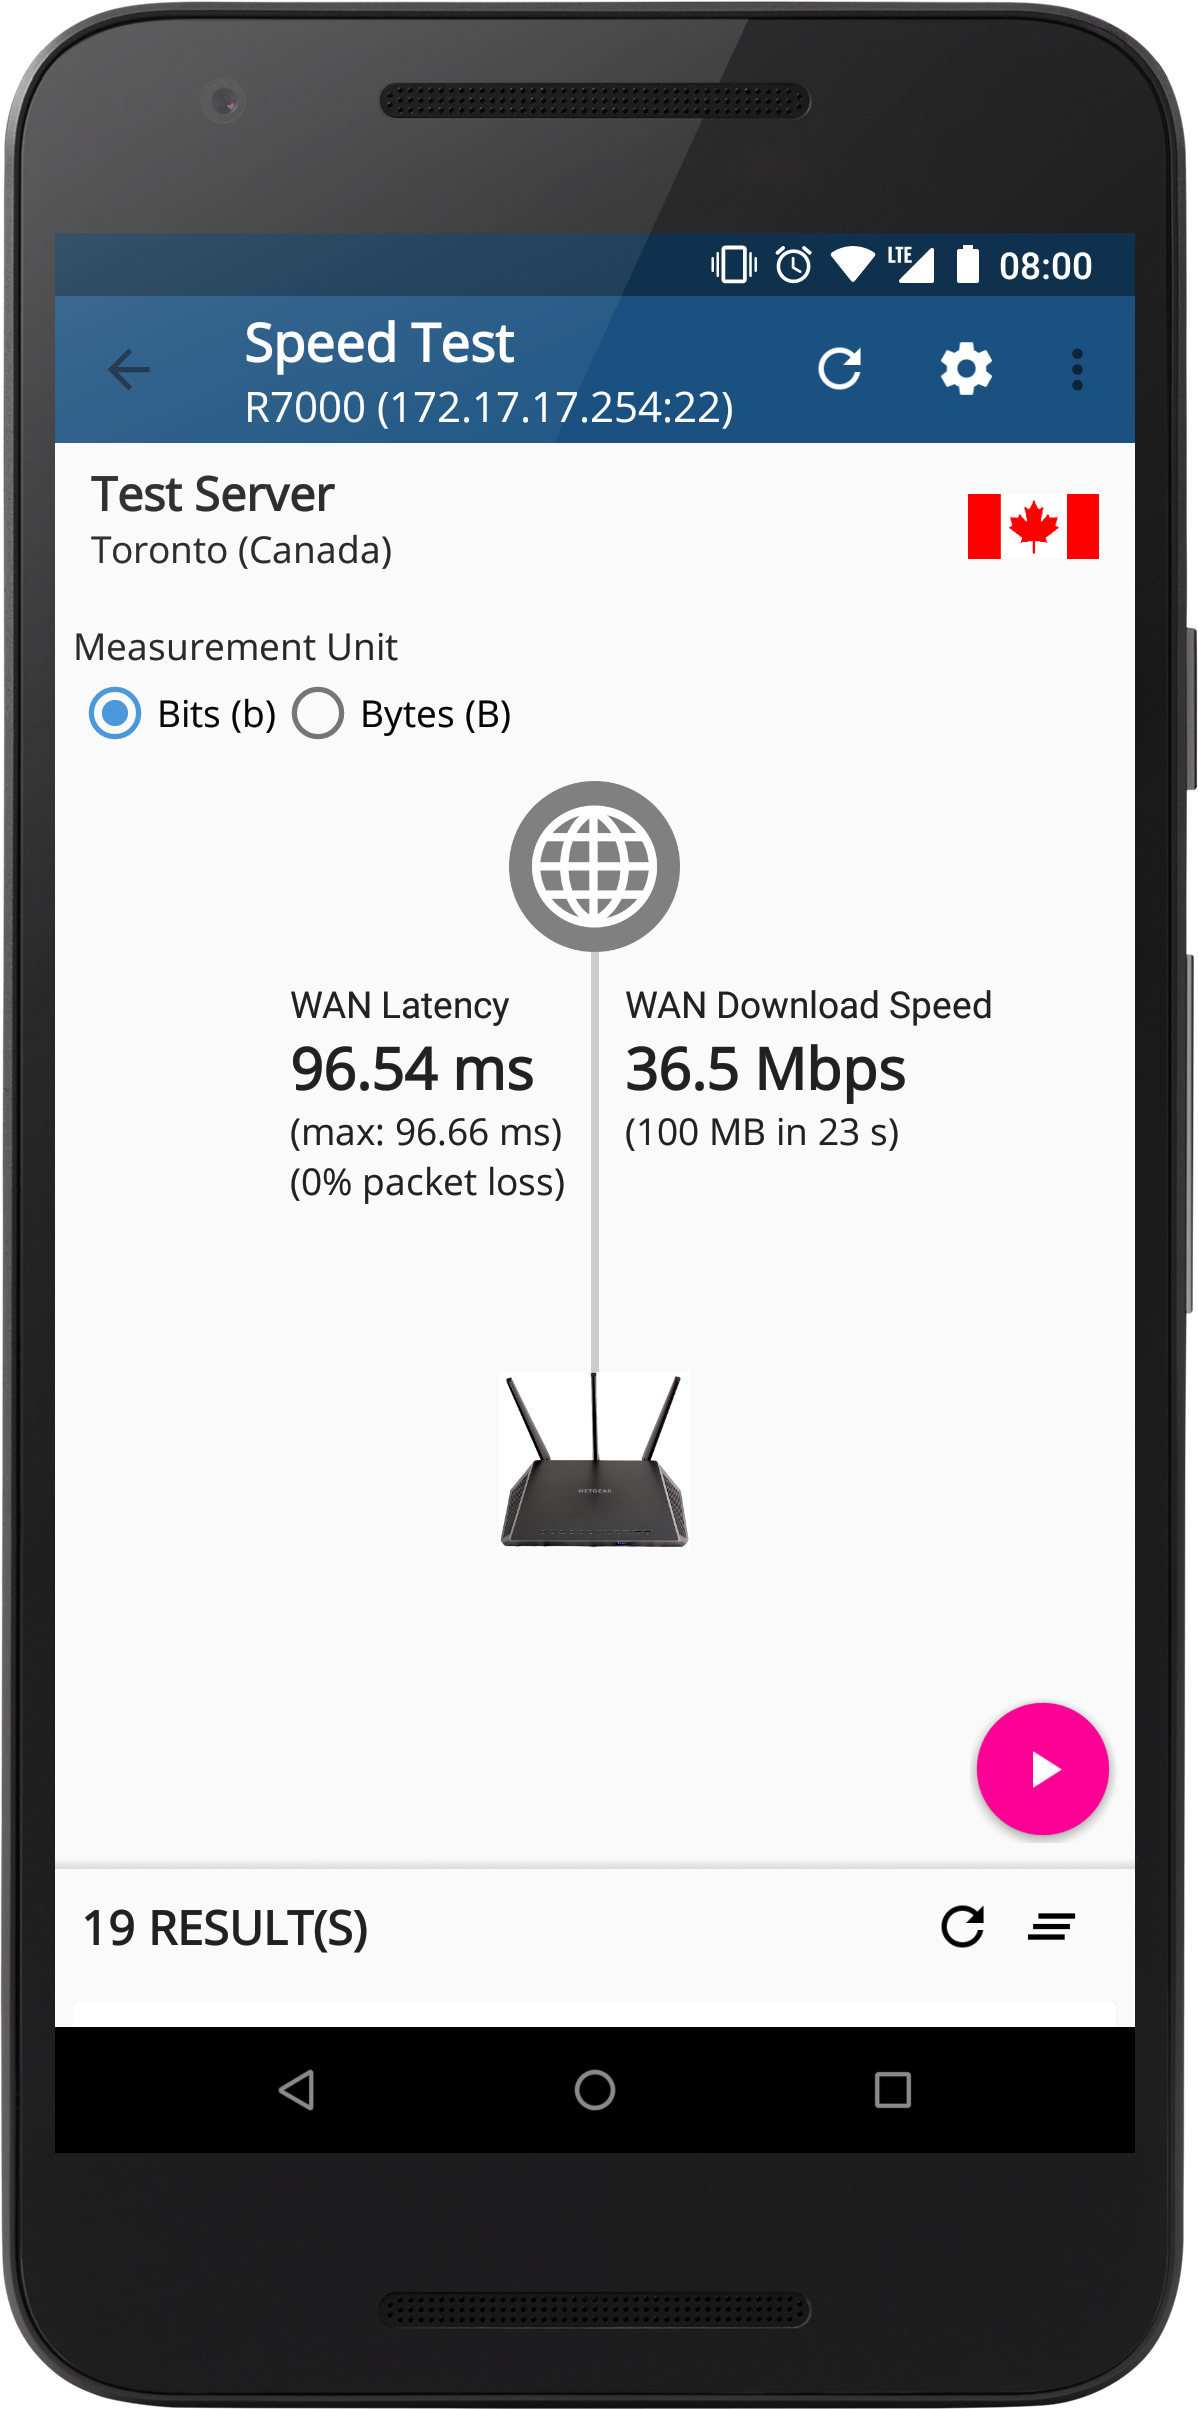 LTE 08:00
Speed Test
R7000 (172.17.17.254:22)
Test Server
Toronto (Canada)
Measurement Unit
Bits (b) Bytes (B)
WAN Latency
96.54 ms
(max: 96.66 ms)
(0% packet loss)
WAN Download Speed
36.5 Mbps
(100 MB in 23 s)
NETGEAR
19 RESULT(S)